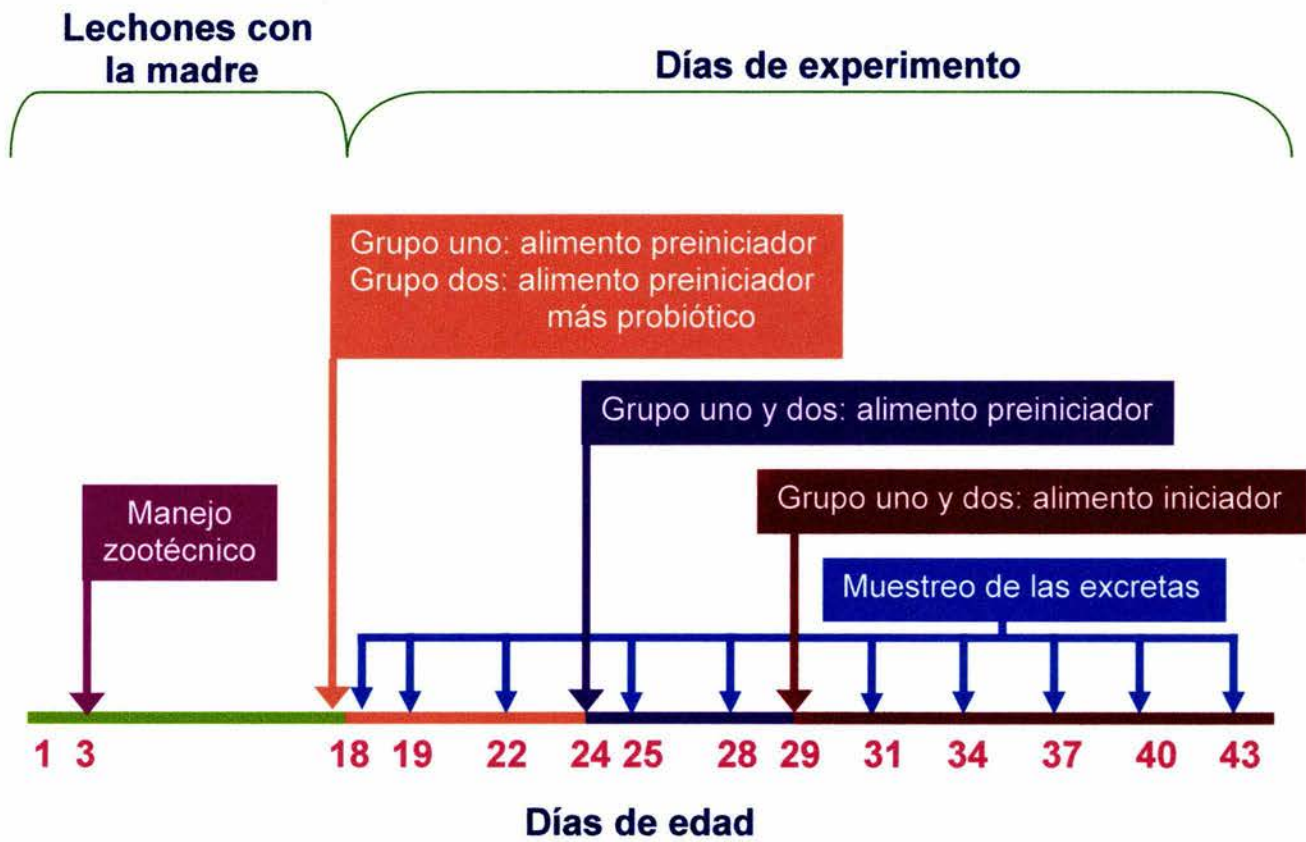 Lechones con
la madre
Días de experimento
Grupo uno: alimento preiniciador
Grupo dos: alimento preiniciador
más probiótico
Grupo uno y dos: alimento preiniciador
Grupo uno y dos: alimento iniciador
Manejo
zootécnico
Muestreo de las excretas
1 3 18 19 22 24 25 28 29 31 34 37 40 43
Días de edad